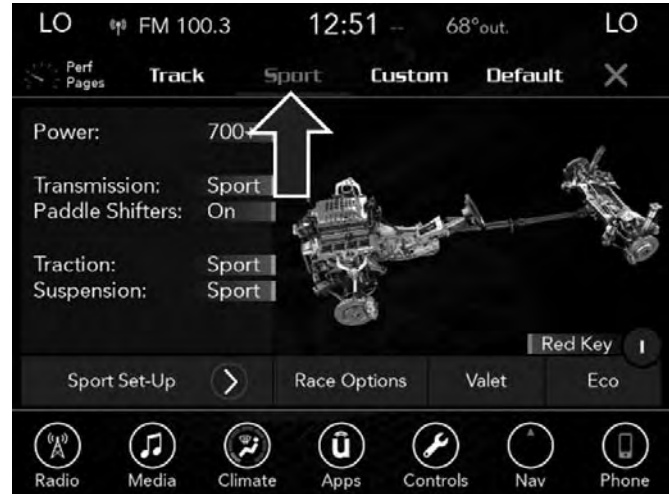 LO FM 100.3 12:51 -- 68°out. LO
Perf
Pages
Track Sport Custom Default
Power: 700+
Transmission: Sport
Paddle Shifters: On
Traction: Sport
Suspension: Sport
Red Key
Sport Set-Up Race Options Valet Eco
Radio Media Climate Apps Controls Nav Phone